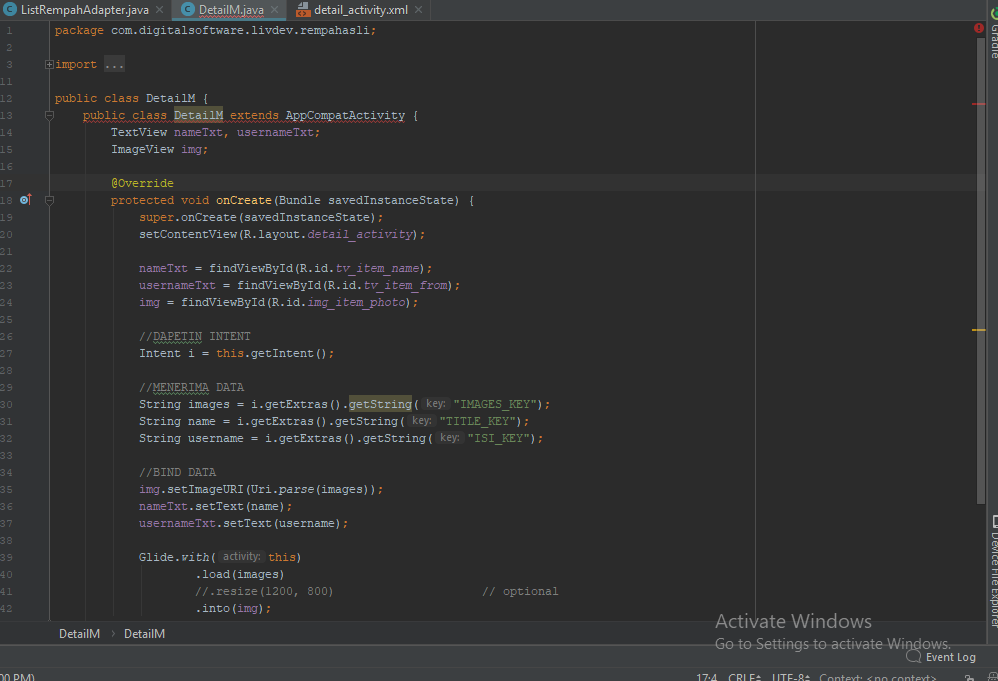 ListRempahAdapter.java
DetailM.java
detail_activity.xml
1 package com.digitalsoftware.livdev.rempahasli;
2
3 import ...
11
12 public class DetailM {
13 public class DetailM extends AppCompatActivity {
14 TextView nameTxt, usernameTxt;
15 ImageView img;
16
17 @Override
18 protected void onCreate(Bundle savedInstanceState) {
19 super.onCreate(savedInstanceState);
20 setContentView(R.layout.detail_activity);
21
22 nameTxt = findViewById(R.id.tv_item_name);
23 usernameTxt = findViewById(R.id.tv_item_from);
24 img = findViewById(R.id.img_item_photo);
25
26 //DAPETIN INTENT
27 Intent i = this.getIntent();
28
29 //MENERIMA DATA
30 String images = i.getExtras().getString( key: "IMAGES_KEY");
31 String name = i.getExtras().getString( key: "TITLE_KEY");
32 String username = i.getExtras().getString( key: "ISI_KEY");
33
34 //BIND DATA
35 img.setImageURI(Uri.parse(images));
36 nameTxt.setText(name);
37 usernameTxt.setText(username);
38
39 Glide.with( activity: this)
40 .load(images)
41 //.resize(1200, 800) // optional
42 .into(img);
Gradle
Device File Explorer
DetailM › DetailM
Activate Windows
Go to Settings to activate Windows.
Event Log
:00 PM)
17:4 CRLF UTF-8 Context: <no context>